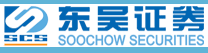 东吴证券
SCS SOOCHOW SECURITIES